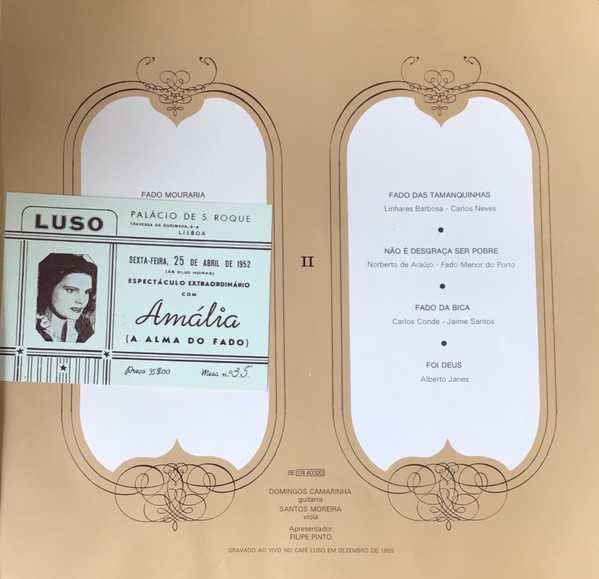 FADO MOURARIA
LUSO
PALÁCIO DE S. ROQUE
TRAVESSA DA QUEIMADA, 8-A
LISBOA
SEXTA-FEIRA, 25 DE ABRIL DE 1952
(ÀS 21,30 HORAS)
ESPECTÁCULO EXTRAORDINÁRIO
COM
Amália
(A ALMA DO FADO)
Preço 35$00
Mesa n.º 35
II
FADO DAS TAMANQUINHAS
Linhares Barbosa - Carlos Neves
NÃO É DESGRAÇA SER POBRE
Norberto de Araújo - Fado Menor do Porto
FADO DA BICA
Carlos Conde - Jaime Santos
FOI DEUS
Alberto Janes
DOMINGOS CAMARINHA
guitarra
SANTOS MOREIRA
viola
Apresentador
FILIPE PINTO
GRAVADO AO VIVO NO CAFÉ LUSO EM DEZEMBRO DE 1955